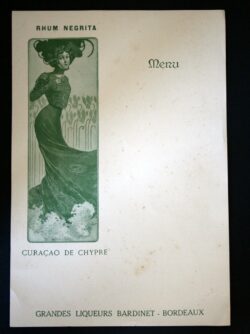 RHUM NEGRITA
Menu
CURAÇAO DE CHYPRE
GRANDES LIQUEURS BARDINET - BORDEAUX